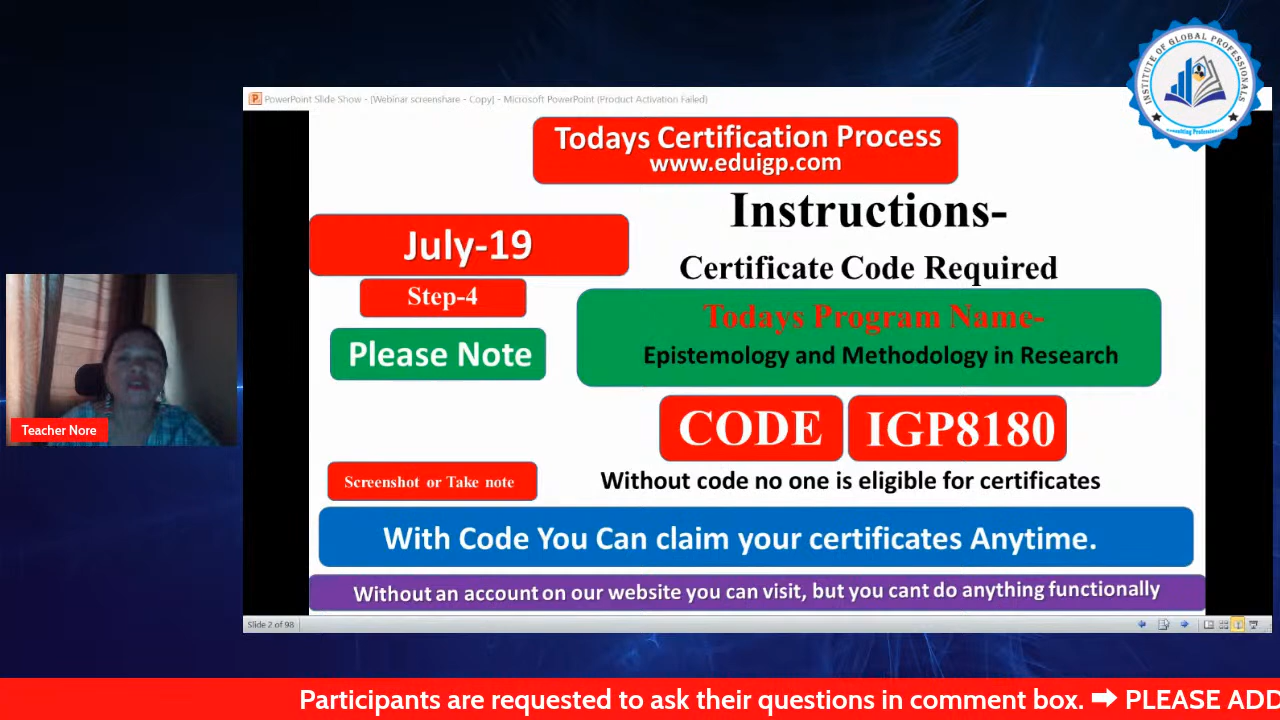 INSTITUTE OF GLOBAL PROFESSIONALS
Consulting Professionals
PowerPoint Slide Show - [Webinar screenshare - Copy] - Microsoft PowerPoint (Product Activation Failed)
Todays Certification Process
www.eduigp.com
Instructions-
July-19
Certificate Code Required
Step-4
Todays Program Name-
Please Note
Epistemology and Methodology in Research
CODE IGP8180
Teacher Nore
Screenshot or Take note
Without code no one is eligible for certificates
With Code You Can claim your certificates Anytime.
Without an account on our website you can visit, but you cant do anything functionally
Slide 2 of 98
Participants are requested to ask their questions in comment box. ➡ PLEASE ADD